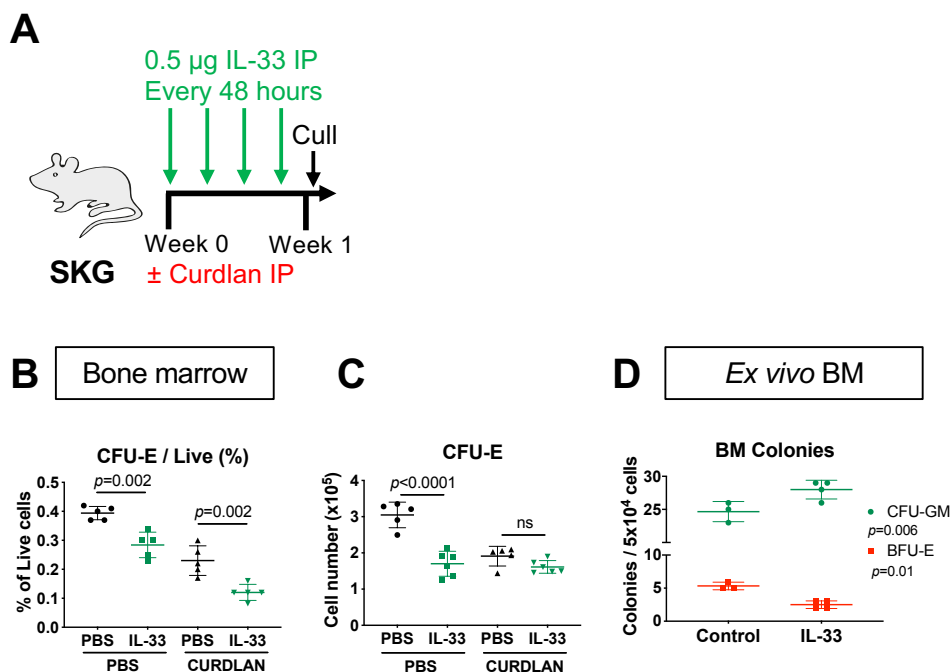 A
0.5 µg IL-33 IP
Every 48 hours
Cull
Week 0
Week 1
SKG
± Curdlan IP
B
Bone marrow
CFU-E / Live (%)
% of Live cells
0.5
0.4
0.3
0.2
0.1
0.0
p=0.002
p=0.002
PBS IL-33 PBS IL-33
PBS CURDLAN
C
CFU-E
Cell number (x10⁵)
4
3
2
1
0
p<0.0001
ns
PBS IL-33 PBS IL-33
PBS CURDLAN
D
Ex vivo BM
BM Colonies
Colonies / 5x10⁴ cells
30
25
10
5
0
Control IL-33
CFU-GM
p=0.006
BFU-E
p=0.01